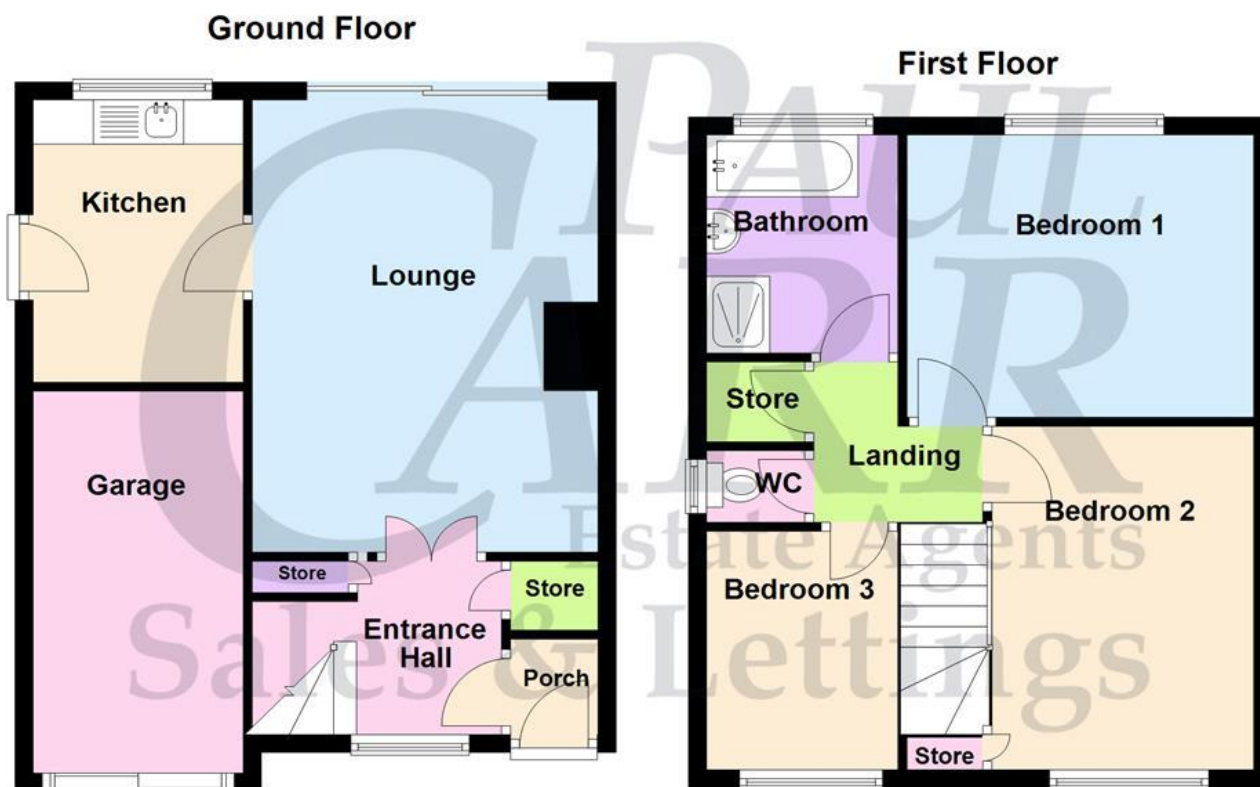 Ground Floor
First Floor
Kitchen
Lounge
Garage
Store
Store
Entrance
Hall
Porch
Bathroom
Bedroom 1
Store
Landing
WC
Bedroom 2
Bedroom 3
Store
PAUL
CARR
Estate Agents
Sales & Lettings